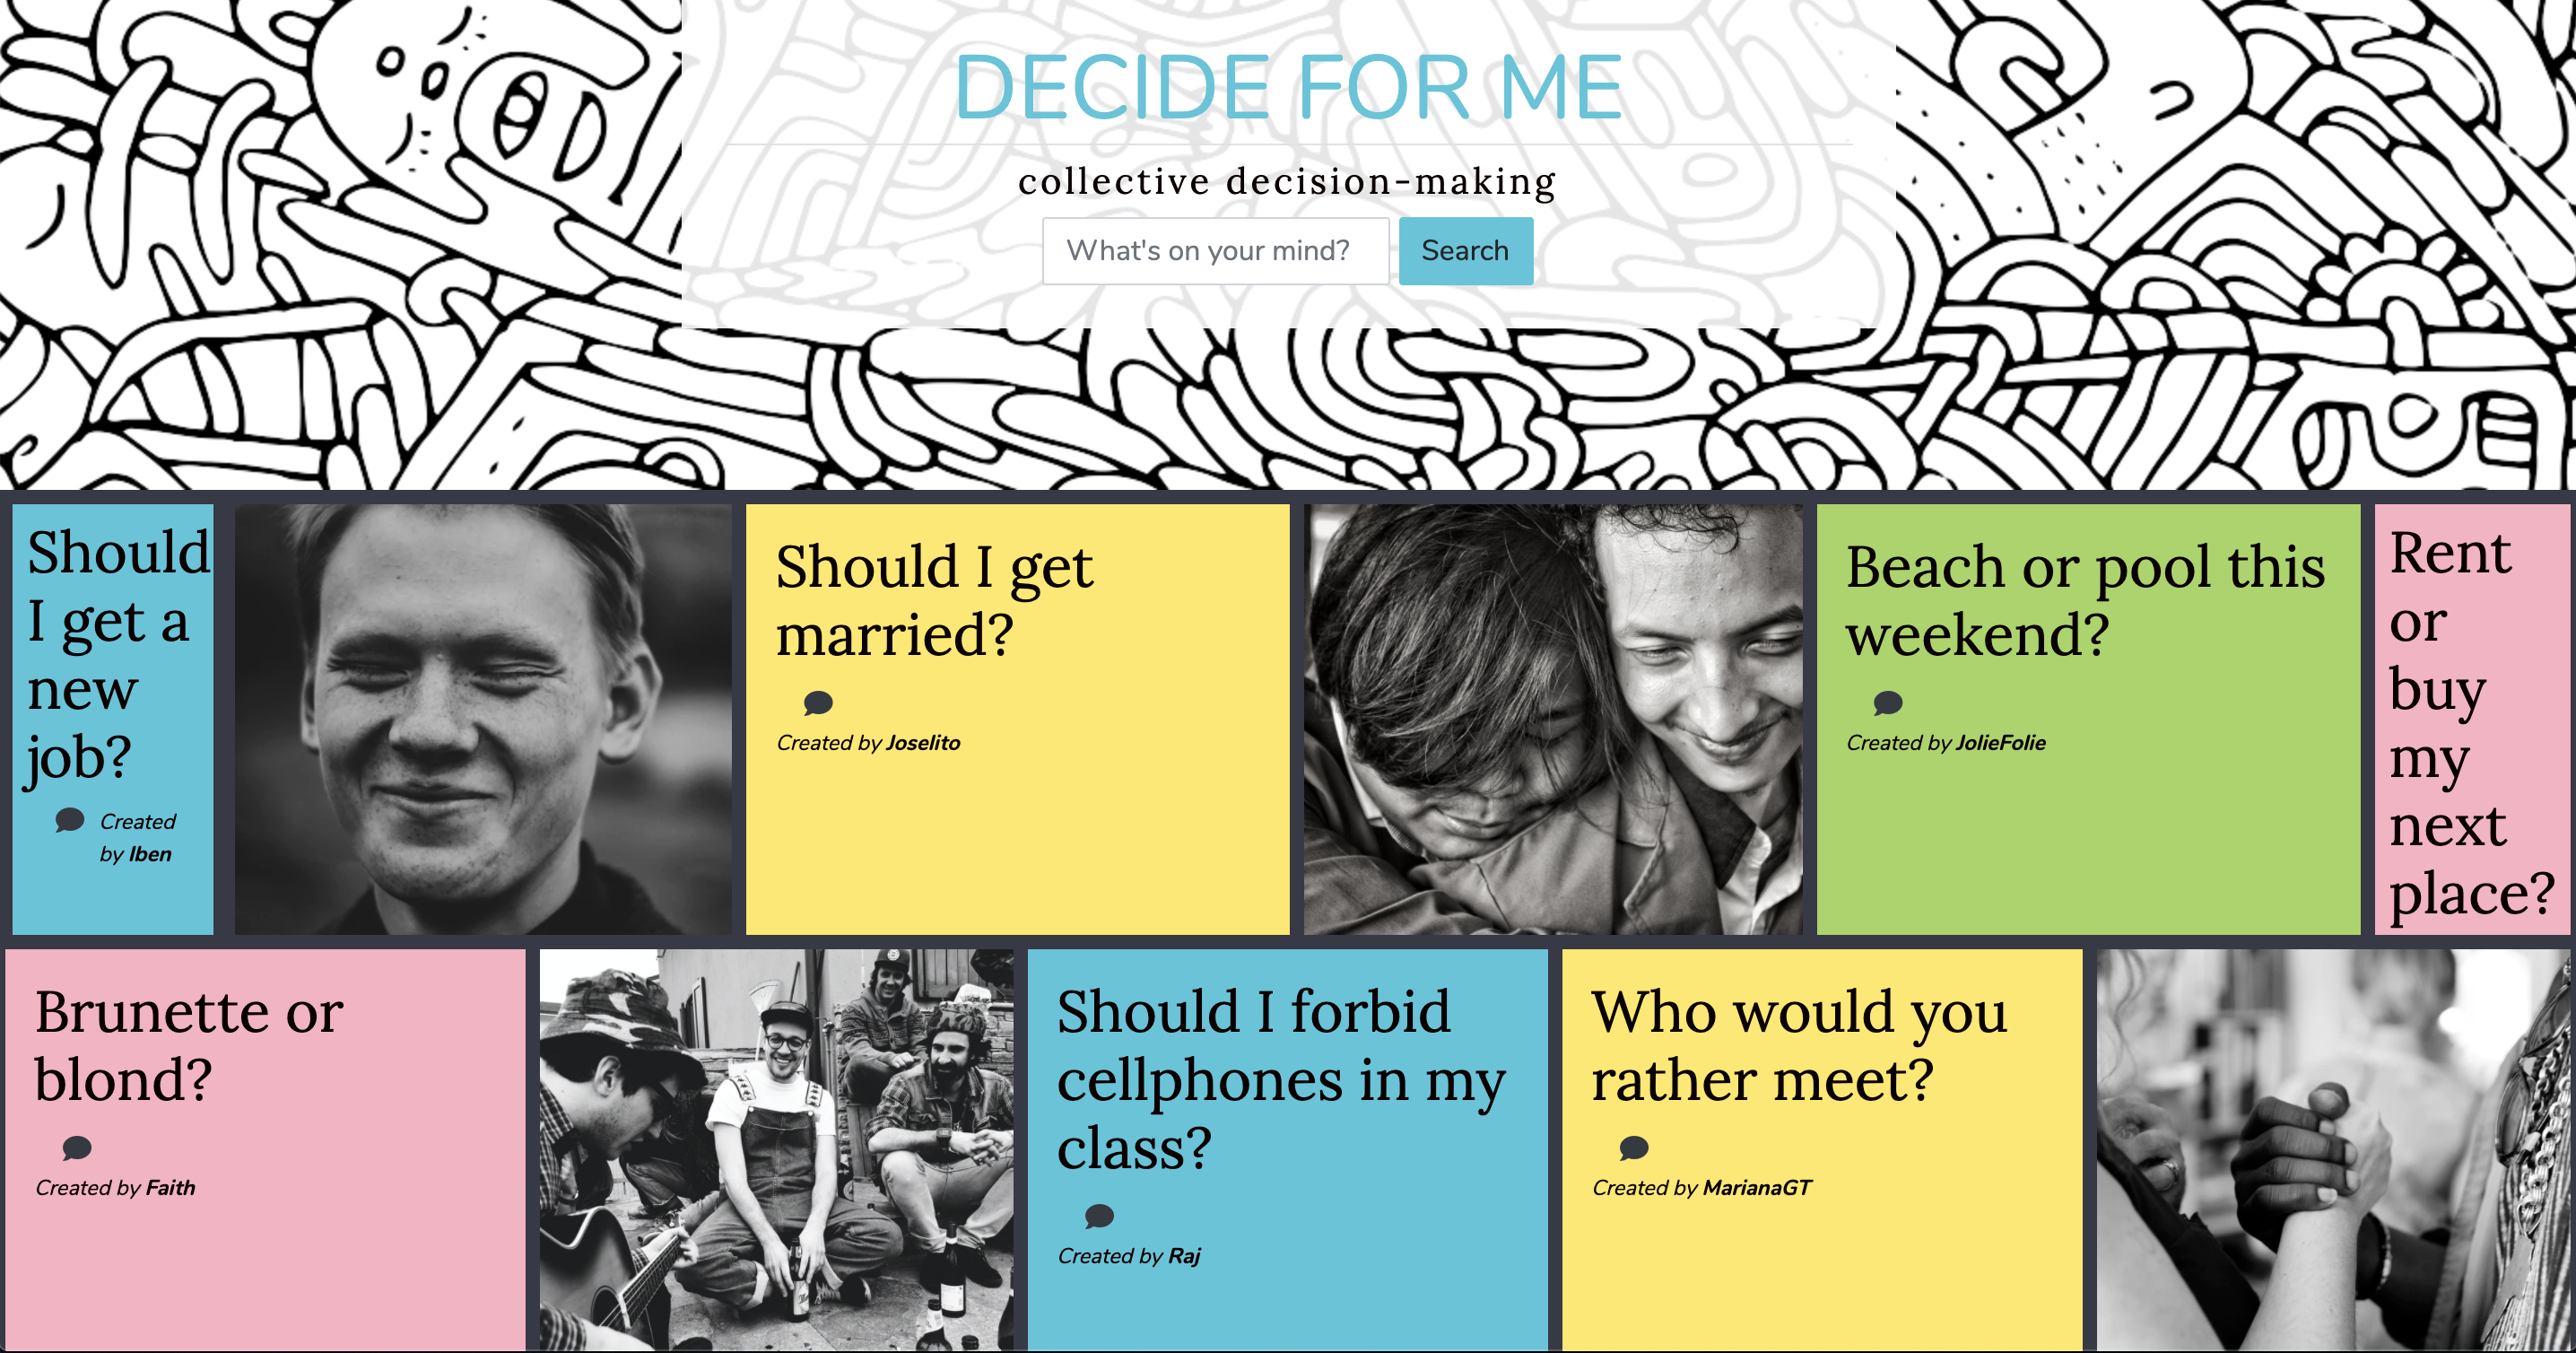 DECIDE FOR ME
collective decision-making
What's on your mind?
Search
Should
I get a
new
job?
Created
by Iben
Should I get
married?
Created by Joselito
Beach or pool this
weekend?
Created by JolieFolie
Rent
or
buy
my
next
place?
Brunette or
blond?
Created by Faith
Should I forbid
cellphones in my
class?
Created by Raj
Who would you
rather meet?
Created by MarianaGT